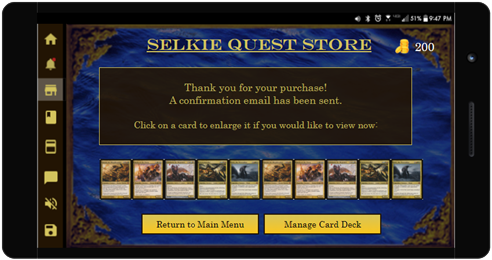 51% 9:47 PM
SELKIE QUEST STORE
200
Thank you for your purchase!
A confirmation email has been sent.
Click on a card to enlarge it if you would like to view now:
Return to Main Menu
Manage Card Deck